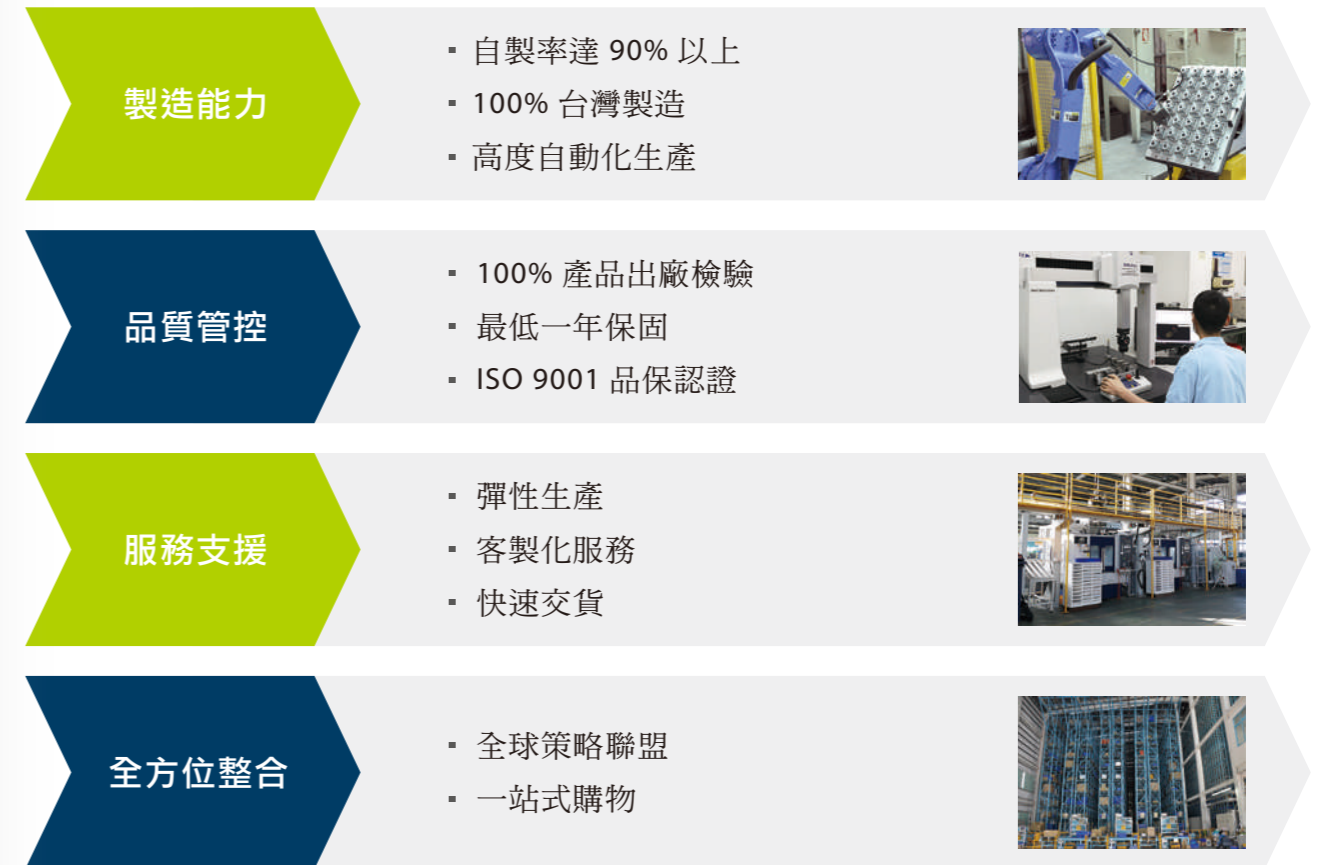 製造能力
▪ 自製率達 90% 以上
▪ 100% 台灣製造
▪ 高度自動化生產
品質管控
▪ 100% 產品出廠檢驗
▪ 最低一年保固
▪ ISO 9001 品保認證
服務支援
▪ 彈性生產
▪ 客製化服務
▪ 快速交貨
全方位整合
▪ 全球策略聯盟
▪ 一站式購物